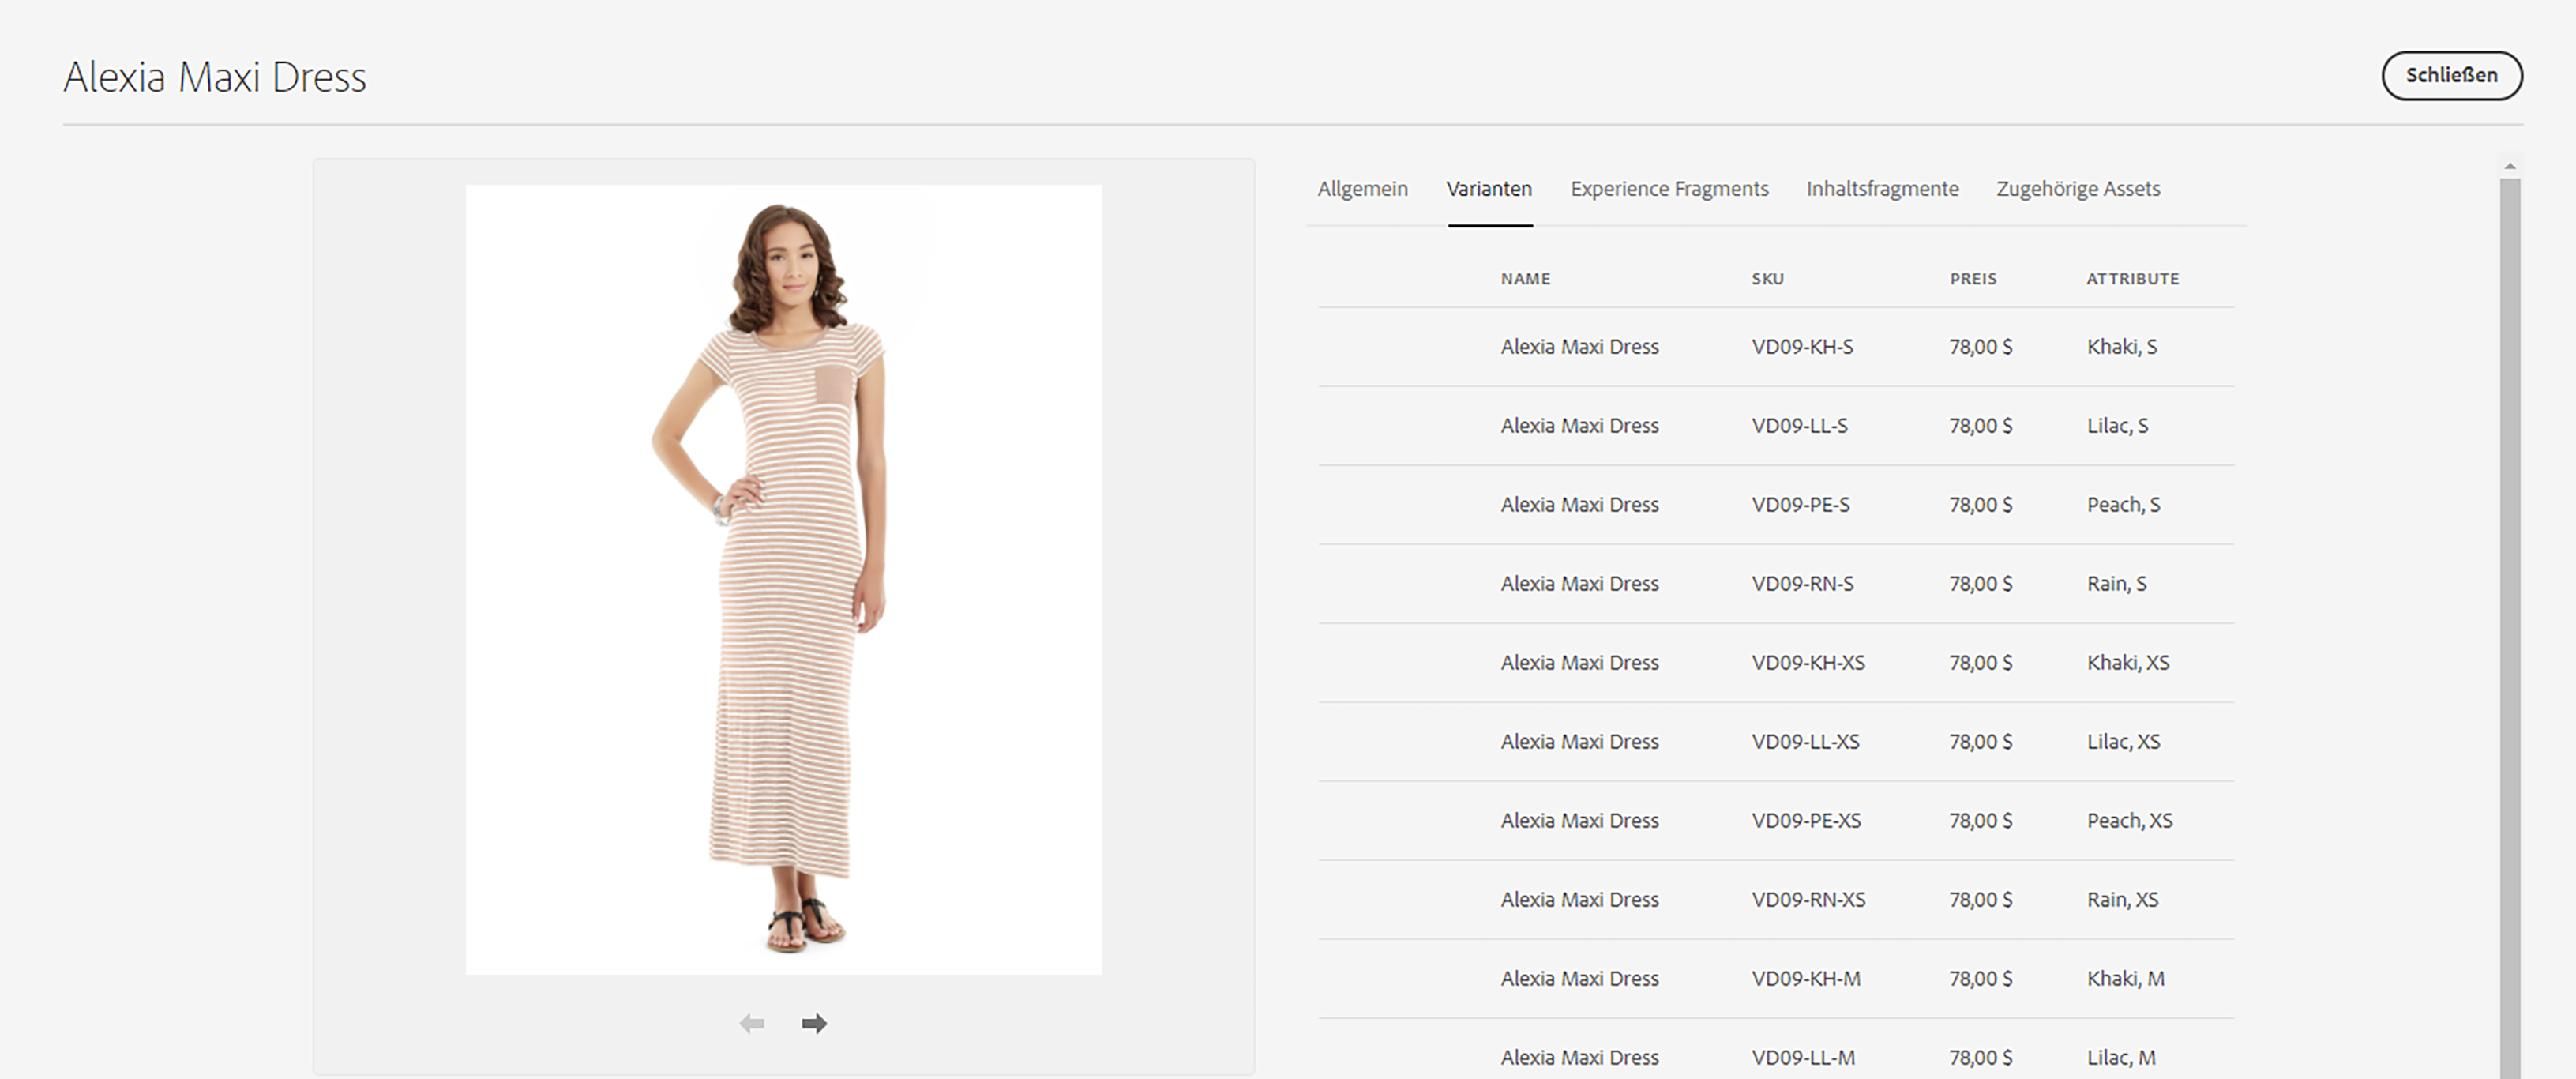 Alexia Maxi Dress
Schließen
Allgemein Varianten Experience Fragments Inhaltsfragmente Zugehörige Assets
NAME SKU PREIS ATTRIBUTE
Alexia Maxi Dress VD09-KH-S 78,00 $ Khaki, S
Alexia Maxi Dress VD09-LL-S 78,00 $ Lilac, S
Alexia Maxi Dress VD09-PE-S 78,00 $ Peach, S
Alexia Maxi Dress VD09-RN-S 78,00 $ Rain, S
Alexia Maxi Dress VD09-KH-XS 78,00 $ Khaki, XS
Alexia Maxi Dress VD09-LL-XS 78,00 $ Lilac, XS
Alexia Maxi Dress VD09-PE-XS 78,00 $ Peach, XS
Alexia Maxi Dress VD09-RN-XS 78,00 $ Rain, XS
Alexia Maxi Dress VD09-KH-M 78,00 $ Khaki, M
Alexia Maxi Dress VD09-LL-M 78,00 $ Lilac, M